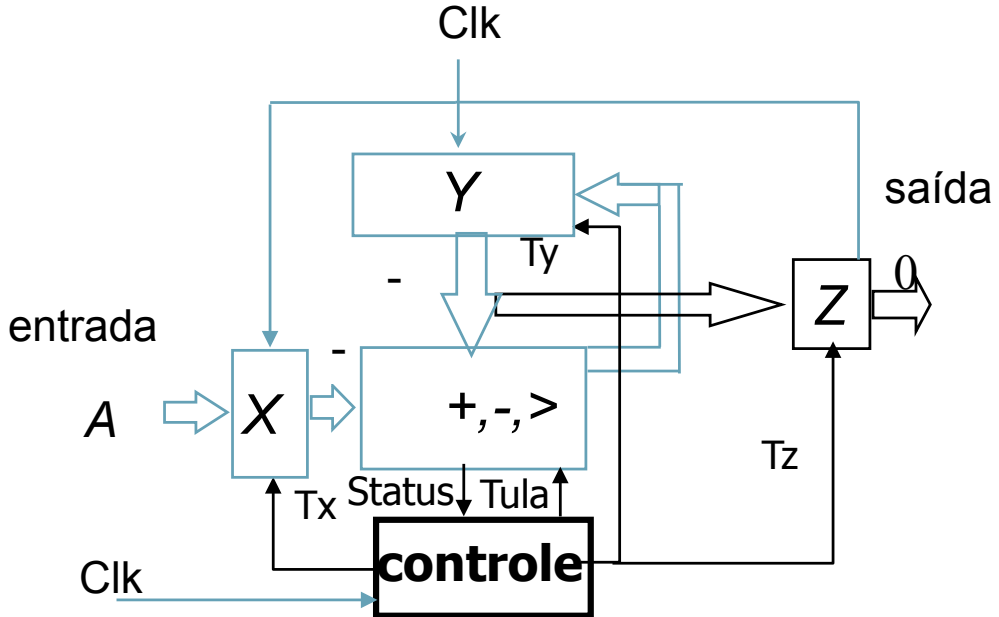 Clk
Y
saída
Ty
-
Z
0
entrada
-
A
X
+,-,>
Tz
Status
Tula
Tx
controle
Clk